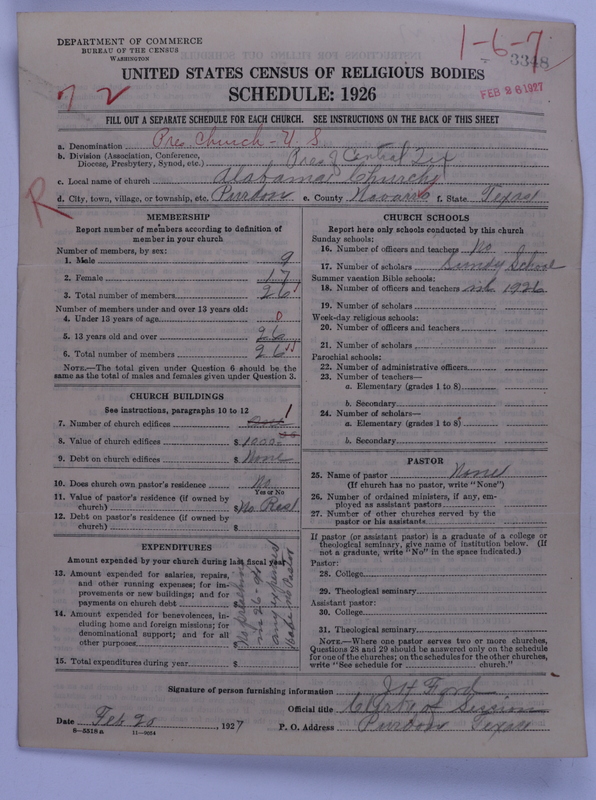 DEPARTMENT OF COMMERCE
BUREAU OF THE CENSUS
WASHINGTON
1-6-7
3348
UNITED STATES CENSUS OF RELIGIOUS BODIES
SCHEDULE: 1926
72
FEB 26 1927
FILL OUT A SEPARATE SCHEDULE FOR EACH CHURCH. SEE INSTRUCTIONS ON THE BACK OF THIS SHEET
a. Denomination Pres. Church - U. S.
b. Division (Association, Conference, Diocese, Presbytery, Synod, etc.) Presy Central Tex
c. Local name of church Alabama Church
R
d. City, town, village, or township, etc. Purdon e. County Navarro f. State Texas
MEMBERSHIP
Report number of members according to definition of
member in your church
Number of members, by sex:
1. Male 9
2. Female 17
3. Total number of members 26
Number of members under and over 13 years old:
4. Under 13 years of age 0
5. 13 years old and over 26
6. Total number of members 26
NOTE.—The total given under Question 6 should be the
same as the total of males and females given under Question 3.
CHURCH BUILDINGS
See instructions, paragraphs 10 to 12
7. Number of church edifices One 1
8. Value of church edifices $ 1000.00
9. Debt on church edifices $ None
10. Does church own pastor's residence No
Yes or No
11. Value of pastor's residence (if owned by
church) $
12. Debt on pastor's residence (if owned by
church) $
EXPENDITURES
Amount expended by your church during last fiscal year
13. Amount expended for salaries, repairs,
and other running expenses; for im-
provements or new buildings; and for
payments on church debt $
14. Amount expended for benevolences, in-
cluding home and foreign missions; for
denominational support; and for all
other purposes $
15. Total expenditures during year $
CHURCH SCHOOLS
Report here only schools conducted by this church
Sunday schools:
16. Number of officers and teachers No
17. Number of scholars Sundy School
Summer vacation Bible schools:
18. Number of officers and teachers in 1926
19. Number of scholars
Week-day religious schools:
20. Number of officers and teachers
21. Number of scholars
Parochial schools:
22. Number of administrative officers
23. Number of teachers—
a. Elementary (grades 1 to 8)
b. Secondary
24. Number of scholars—
a. Elementary (grades 1 to 8)
b. Secondary
PASTOR
25. Name of pastor None
(If church has no pastor, write "None")
26. Number of ordained ministers, if any, em-
ployed as assistant pastors
27. Number of other churches served by the
pastor or his assistants
If pastor (or assistant pastor) is a graduate of a college or
theological seminary, give name of institution below. (If
not a graduate, write "No" in the space indicated.)
Pastor:
28. College
29. Theological seminary
Assistant pastor:
30. College
31. Theological seminary
NOTE.—Where one pastor serves two or more churches,
Questions 28 and 29 should be answered only on the schedule
for one of the churches; on the schedules for the other churches,
write "See schedule for church."
Signature of person furnishing information J H Ford
Official title Clerk of Session
Date Feb 20, 1927 P. O. Address Purdon Texas
8-5318a 11-9054